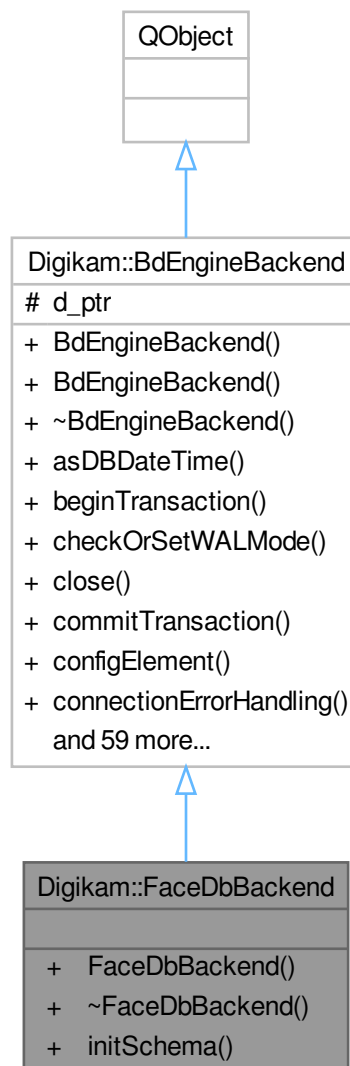 QObject
Digikam::BdEngineBackend
# d_ptr
+ BdEngineBackend()
+ BdEngineBackend()
+ ~BdEngineBackend()
+ asDBDateTime()
+ beginTransaction()
+ checkOrSetWALMode()
+ close()
+ commitTransaction()
+ configElement()
+ connectionErrorHandling()
and 59 more...
Digikam::FaceDbBackend
+ FaceDbBackend()
+ ~FaceDbBackend()
+ initSchema()